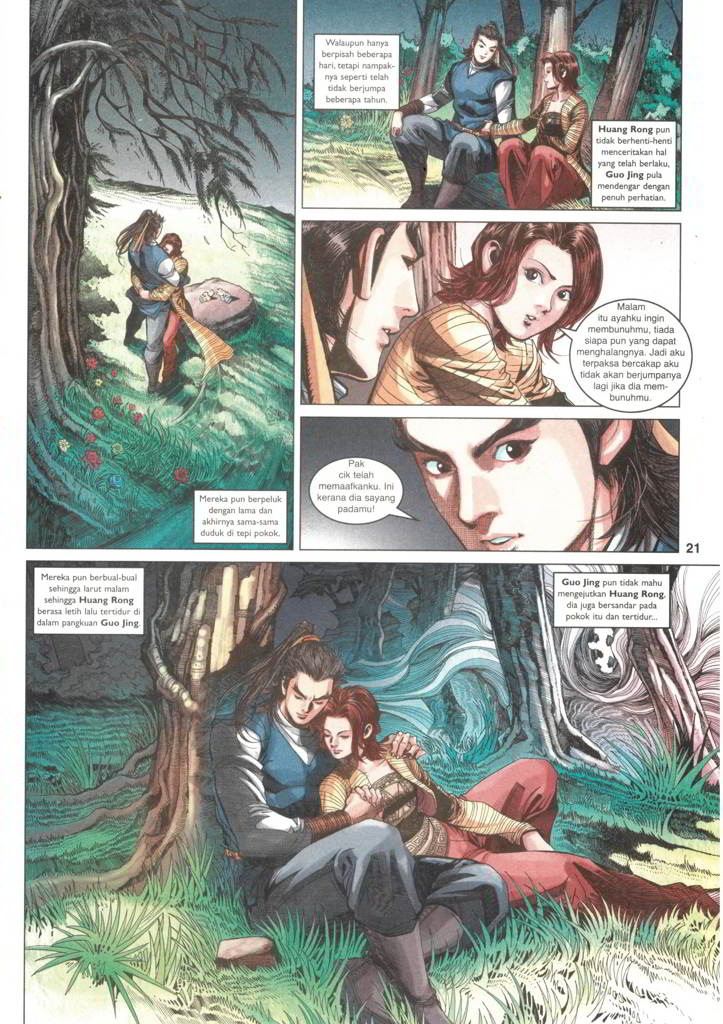 Mereka pun berpeluk
dengan lama dan
akhirnya sama-sama
duduk di tepi pokok.
Walaupun hanya
berpisah beberapa
hari, tetapi nampak-
nya seperti telah
tidak berjumpa
beberapa tahun.
Huang Rong pun
tidak berhenti-henti
menceritakan hal
yang telah berlaku,
Guo Jing pula
mendengar dengan
penuh perhatian.
Malam
itu ayahku ingin
membunuhmu, tiada
siapa pun yang dapat
menghalangnya. Jadi aku
terpaksa bercakap aku
tidak akan berjumpanya
lagi jika dia mem-
bunuhmu.
Pak
cik telah
memaafkanku. Ini
kerana dia sayang
padamu!
21
Mereka pun berbual-bual
sehingga larut malam
sehingga Huang Rong
berasa letih lalu tertidur di
dalam pangkuan Guo Jing.
Guo Jing pun tidak mahu
mengejutkan Huang Rong,
dia juga bersandar pada
pokok itu dan tertidur...